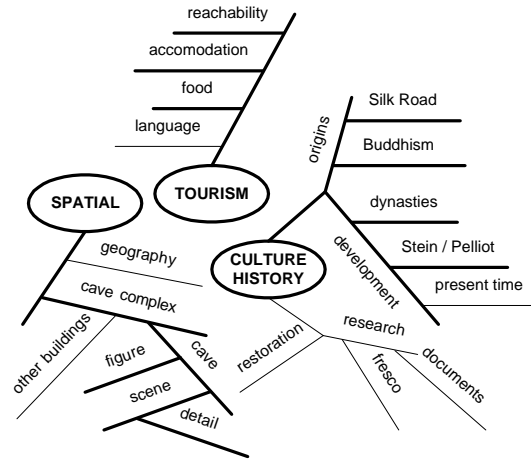 reachability
accomodation
food
language
TOURISM
SPATIAL
geography
cave complex
other buildings
cave
figure
scene
detail
CULTURE
HISTORY
origins
Silk Road
Buddhism
development
dynasties
Stein / Pelliot
present time
restoration
research
fresco
documents